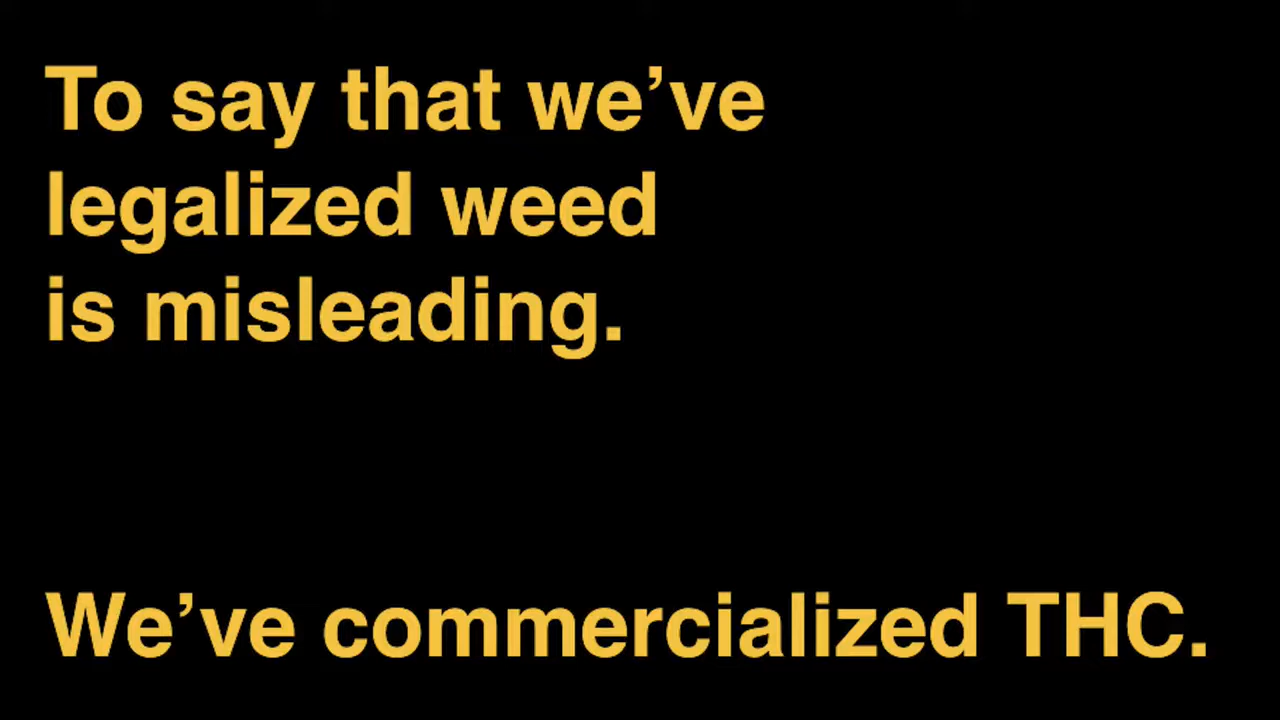 To say that we’ve
legalized weed
is misleading.
We’ve commercialized THC.